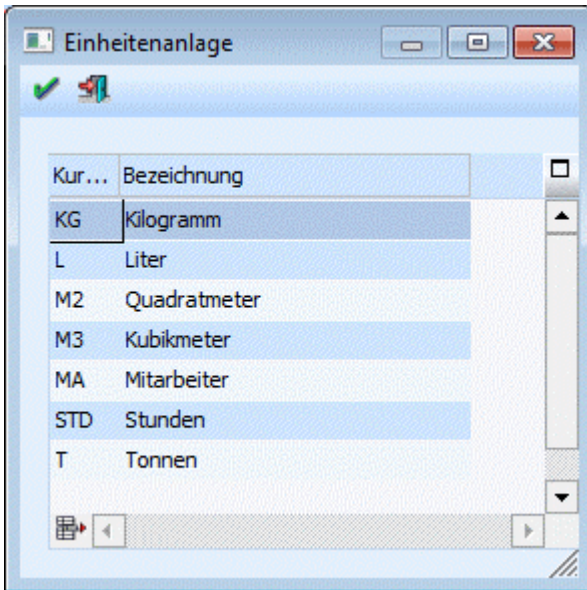 Einheitenanlage
Kur... Bezeichnung
KG Kilogramm
L Liter
M2 Quadratmeter
M3 Kubikmeter
MA Mitarbeiter
STD Stunden
T Tonnen